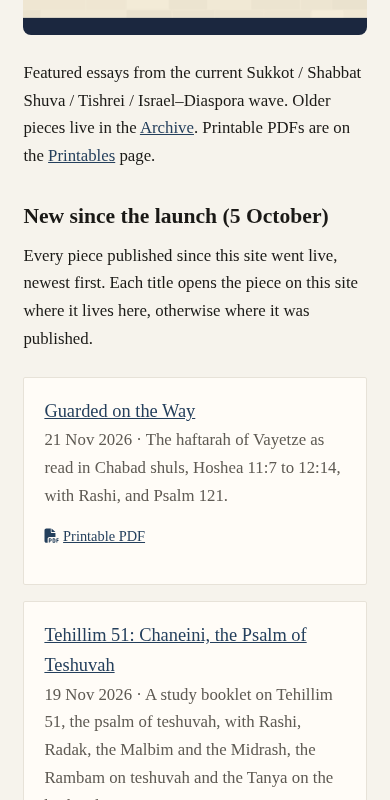 Featured essays from the current Sukkot / Shabbat
Shuva / Tishrei / Israel–Diaspora wave. Older
pieces live in the Archive. Printable PDFs are on
the Printables page.
New since the launch (5 October)
Every piece published since this site went live,
newest first. Each title opens the piece on this site
where it lives here, otherwise where it was
published.
Guarded on the Way
21 Nov 2026 · The haftarah of Vayetze as
read in Chabad shuls, Hoshea 11:7 to 12:14,
with Rashi, and Psalm 121.
Printable PDF
Tehillim 51: Chaneini, the Psalm of
Teshuvah
19 Nov 2026 · A study booklet on Tehillim
51, the psalm of teshuvah, with Rashi,
Radak, the Malbim and the Midrash, the
Rambam on teshuvah and the Tanya on the